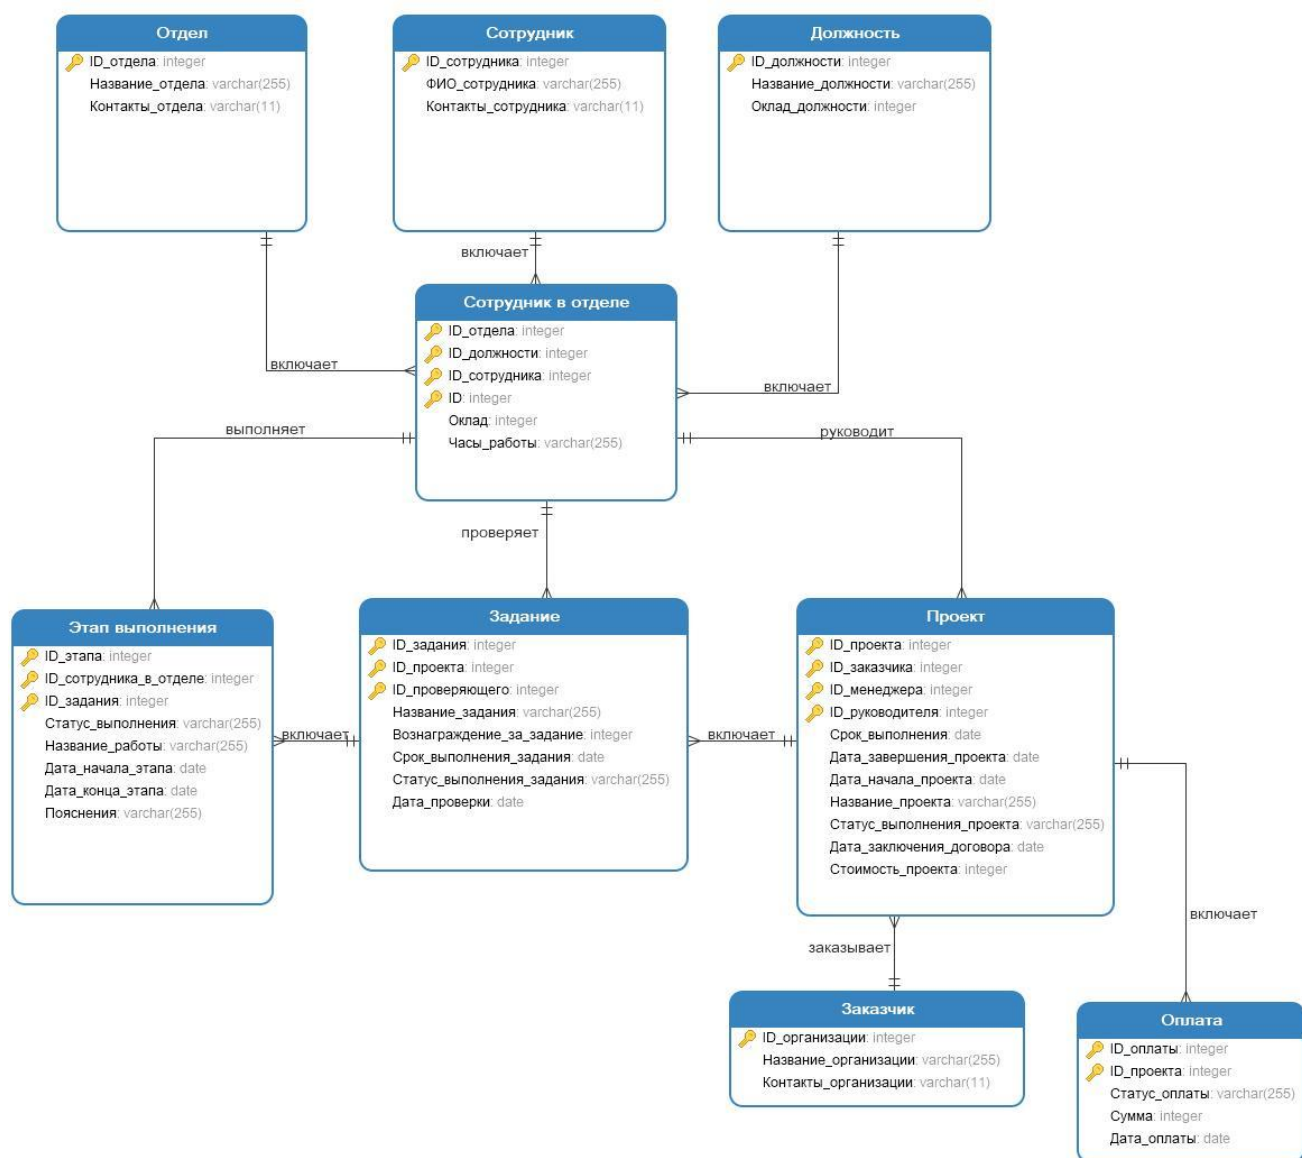 Отдел
ID_отдела: integer
Название_отдела: varchar(255)
Контакты_отдела: varchar(11)
Сотрудник
ID_сотрудника: integer
ФИО_сотрудника: varchar(255)
Контакты_сотрудника: varchar(11)
Должность
ID_должности: integer
Название_должности: varchar(255)
Оклад_должности: integer
включает
Сотрудник в отделе
ID_отдела: integer
ID_должности: integer
ID_сотрудника: integer
ID: integer
Оклад: integer
Часы_работы: varchar(255)
включает
включает
выполняет
руководит
проверяет
Этап выполнения
ID_этапа: integer
ID_сотрудника_в_отделе: integer
ID_задания: integer
Статус_выполнения: varchar(255)
Название_работы: varchar(255)
Дата_начала_этапа: date
Дата_конца_этапа: date
Пояснения: varchar(255)
включает
Задание
ID_задания: integer
ID_проекта: integer
ID_проверяющего: integer
Название_задания: varchar(255)
Вознаграждение_за_задание: integer
Срок_выполнения_задания: date
Статус_выполнения_задания: varchar(255)
Дата_проверки: date
включает
Проект
ID_проекта: integer
ID_заказчика: integer
ID_менеджера: integer
ID_руководителя: integer
Срок_выполнения: date
Дата_завершения_проекта: date
Дата_начала_проекта: date
Название_проекта: varchar(255)
Статус_выполнения_проекта: varchar(255)
Дата_заключения_договора: date
Стоимость_проекта: integer
включает
заказывает
Заказчик
ID_организации: integer
Название_организации: varchar(255)
Контакты_организации: varchar(11)
Оплата
ID_оплаты: integer
ID_проекта: integer
Статус_оплаты: varchar(255)
Сумма: integer
Дата_оплаты: date